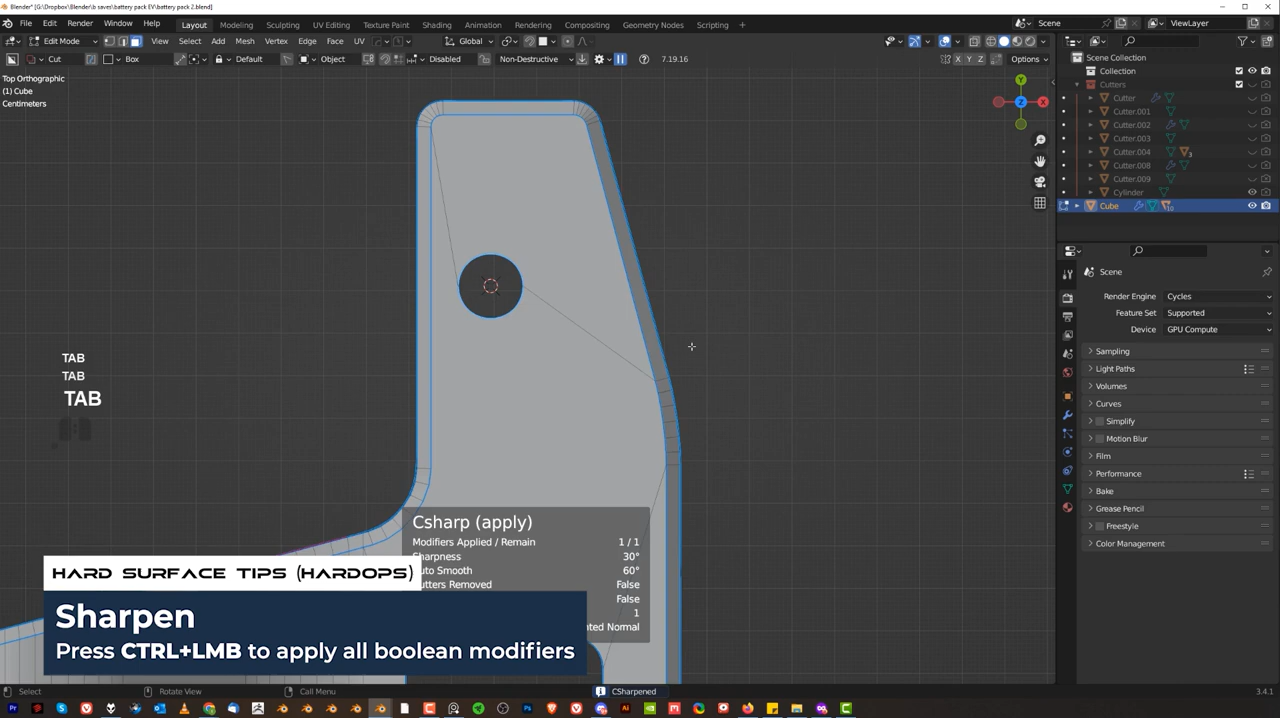 Blender* [G:\Dropbox\Blender\b saves\battery pack EV\battery pack 2.blend]
File Edit Render Window Help Layout Modeling Sculpting UV Editing Texture Paint Shading Animation Rendering Compositing Geometry Nodes Scripting + Scene ViewLayer
Edit Mode View Select Add Mesh Vertex Edge Face UV Global
Cut Box Default Object Disabled Non-Destructive 7.19.16 X Y Z Options
Top Orthographic
(1) Cube
Centimeters
Y
Z
X
TAB
TAB
TAB
Csharp (apply)
Modifiers Applied / Remain 1 / 1
Sharpness 30°
Auto Smooth 60°
utters Removed False
False
1
nted Normal
HARD SURFACE TIPS (HARDOPS)
Sharpen
Press CTRL+LMB to apply all boolean modifiers
Scene Collection
Collection
Cutters
Cutter
Cutter.001
Cutter.002
Cutter.003
Cutter.004
Cutter.008
Cutter.009
Cylinder
Cube
Scene
Render Engine Cycles
Feature Set Supported
Device GPU Compute
Sampling
Light Paths
Volumes
Curves
Simplify
Motion Blur
Film
Performance
Bake
Grease Pencil
Freestyle
Color Management
Select Rotate View Call Menu CSharpened 3.4.1